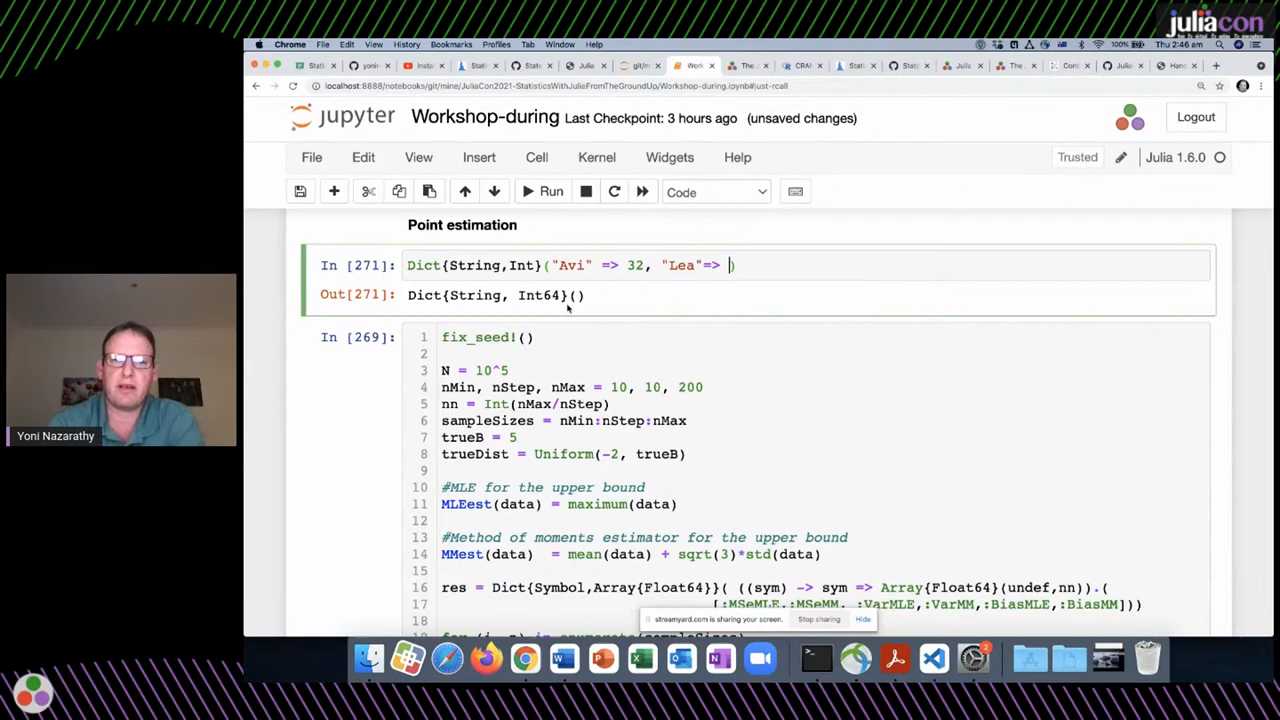 juliacon
Chrome File Edit View History Bookmarks Profiles Tab Window Help
100% Thu 2:46 am
localhost:8888/notebooks/git/mine/JuliaCon2021-StatisticsWithJuliaFromTheGroundUp/Workshop-during.ipynb#just-rcall
jupyter Workshop-during Last Checkpoint: 3 hours ago (unsaved changes)
Logout
File Edit View Insert Cell Kernel Widgets Help
Trusted Julia 1.6.0
Run Code
Point estimation
In [271]: Dict{String,Int}("Avi" => 32, "Lea"=> )
Out[271]: Dict{String, Int64}()
In [269]: 1 fix_seed!()
2
3 N = 10^5
4 nMin, nStep, nMax = 10, 10, 200
5 nn = Int(nMax/nStep)
6 sampleSizes = nMin:nStep:nMax
7 trueB = 5
8 trueDist = Uniform(-2, trueB)
9
10 #MLE for the upper bound
11 MLEest(data) = maximum(data)
12
13 #Method of moments estimator for the upper bound
14 MMest(data)  = mean(data) + sqrt(3)*std(data)
15
16 res = Dict{Symbol,Array{Float64}}( ((sym) -> sym => Array{Float64}(undef,nn)).(
17 [:MSeMLE,:MSeMM, :VarMLE,:VarMM,:BiasMLE,:BiasMM]))
18
streamyard.com is sharing your screen. Stop sharing Hide
Yoni Nazarathy